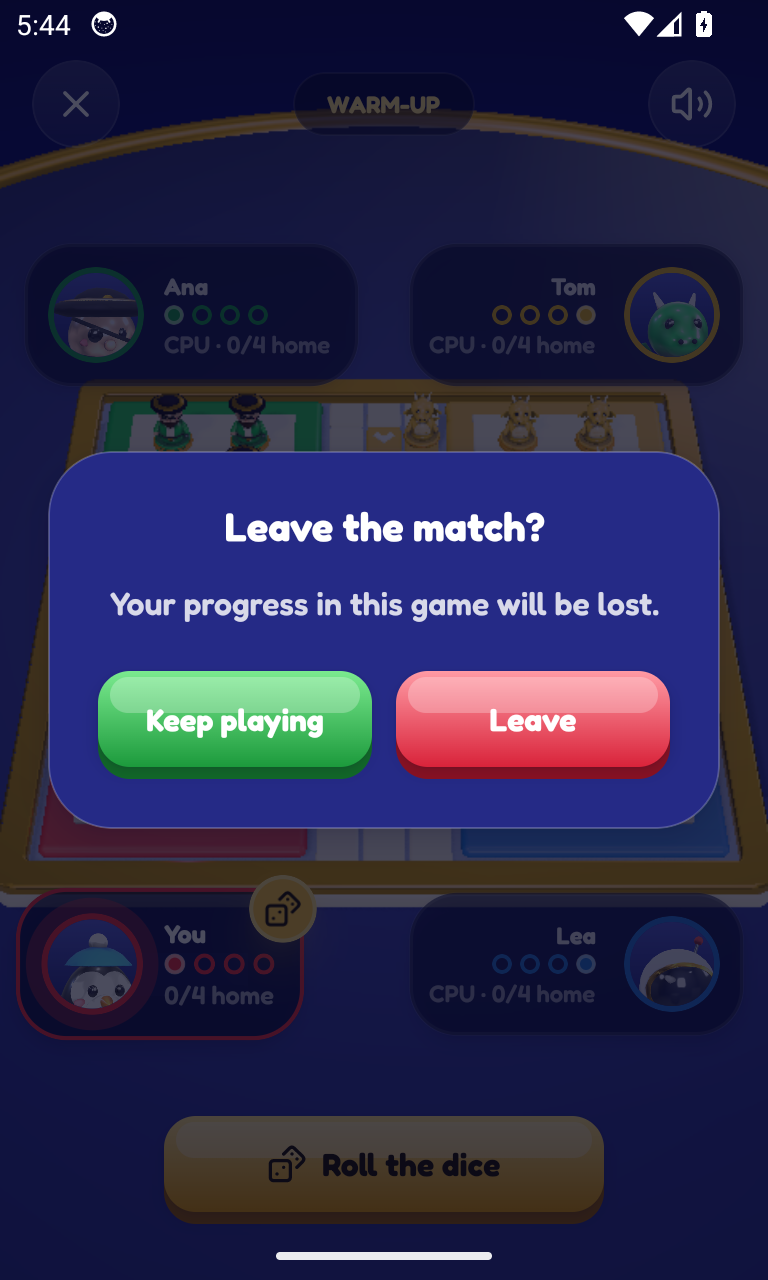 5:44
WARM-UP
Ana
CPU · 0/4 home
Tom
CPU · 0/4 home
Leave the match?
Your progress in this game will be lost.
Keep playing
Leave
You
0/4 home
Lea
CPU · 0/4 home
Roll the dice